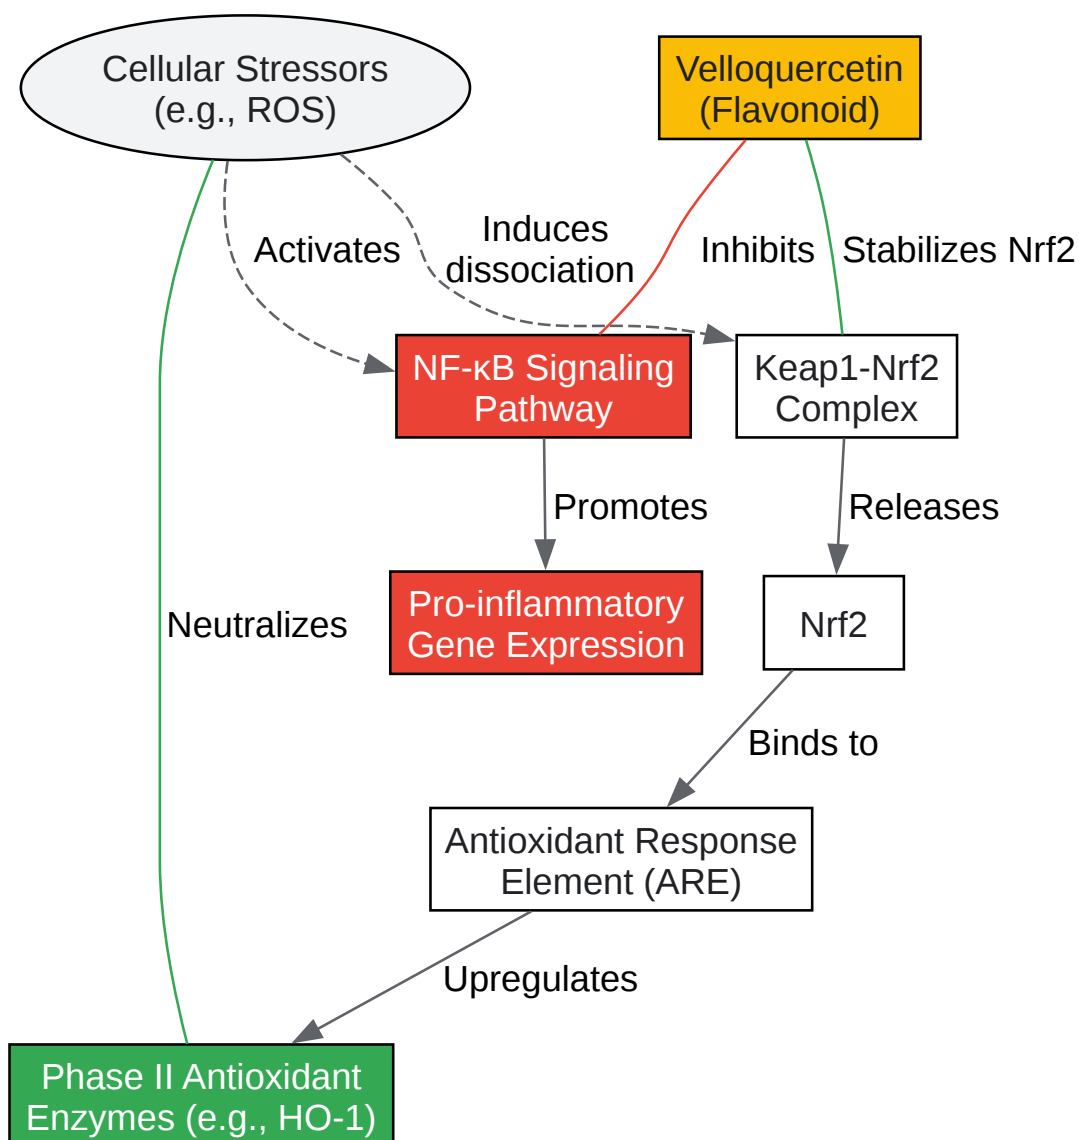 Cellular Stressors
(e.g., ROS)
Velloquercetin
(Flavonoid)
Activates
Induces
dissociation
Inhibits
Stabilizes Nrf2
NF-κB Signaling
Pathway
Keap1-Nrf2
Complex
Promotes
Releases
Pro-inflammatory
Gene Expression
Nrf2
Neutralizes
Binds to
Antioxidant Response
Element (ARE)
Upregulates
Phase II Antioxidant
Enzymes (e.g., HO-1)